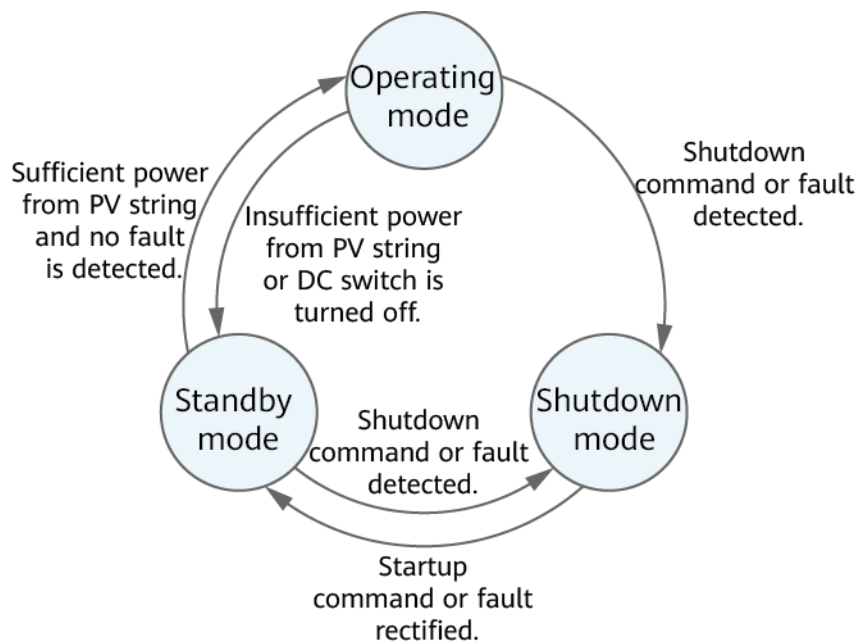 Operating
mode
Shutdown
command or fault
detected.
Sufficient power
from PV string
and no fault
is detected.
Insufficient power
from PV string
or DC switch is
turned off.
Standby
mode
Shutdown
command or fault
detected.
Shutdown
mode
Startup
command or fault
rectified.